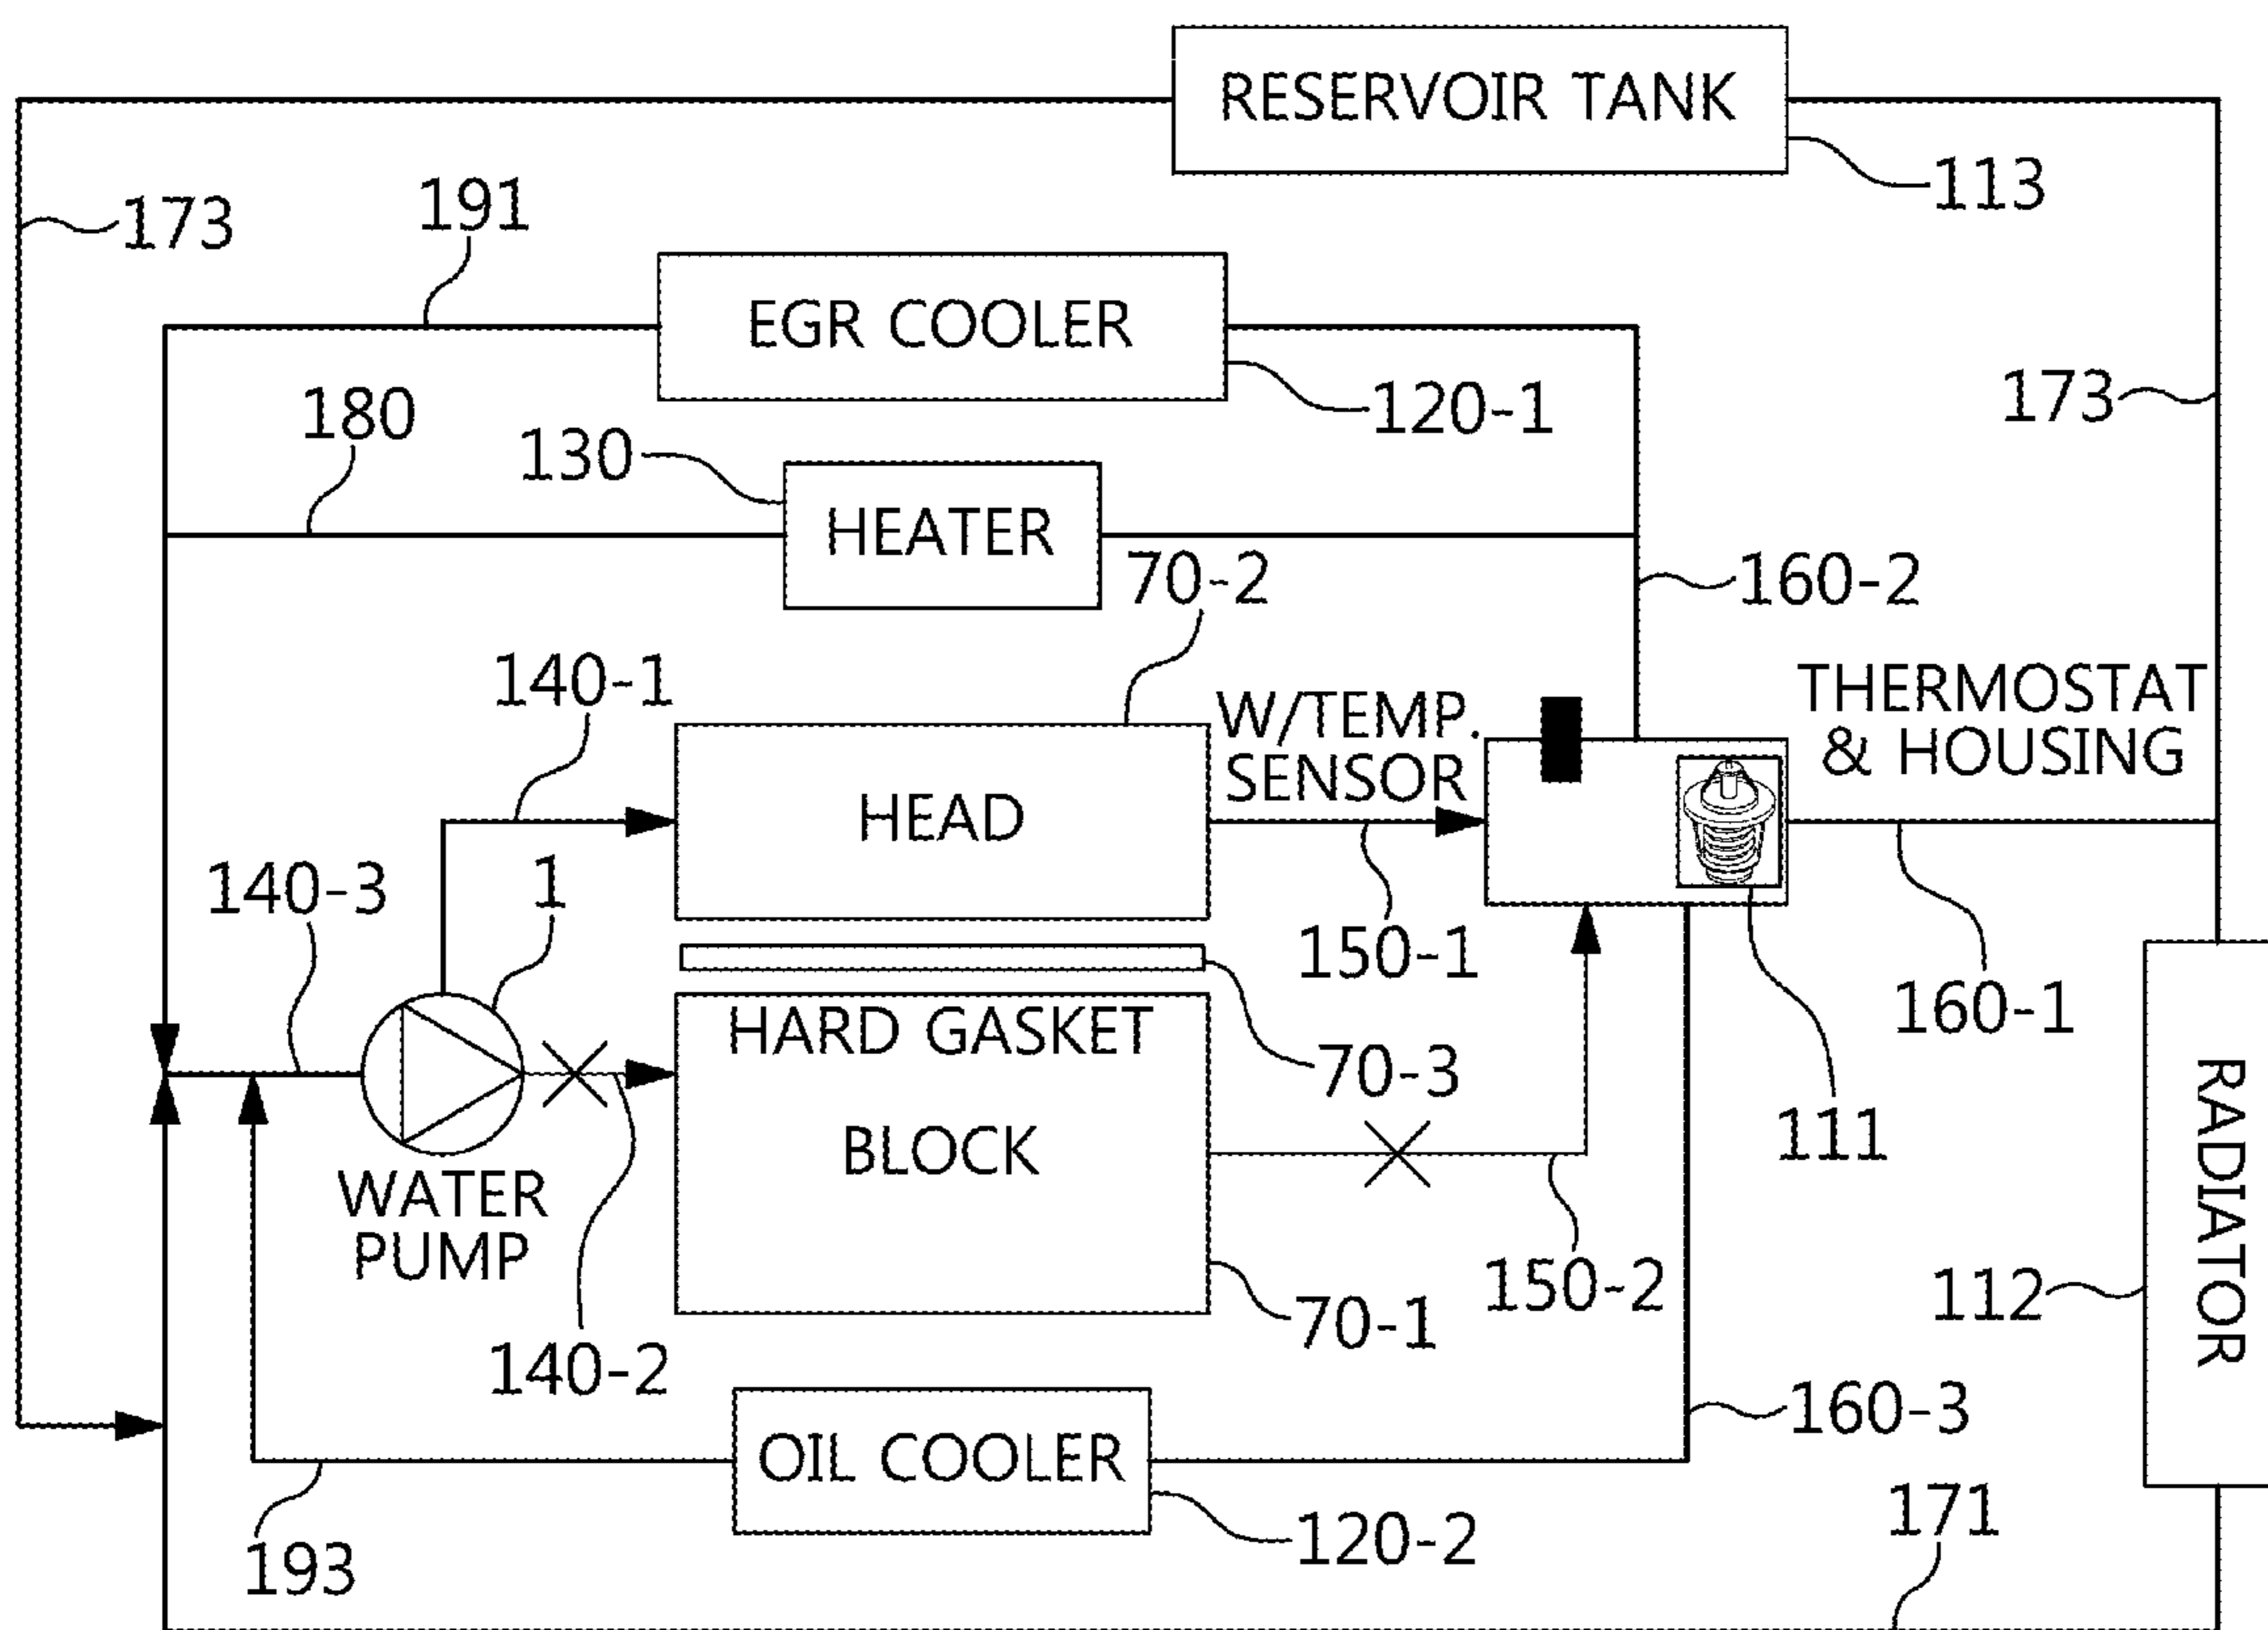 RESERVOIR TANK
113
173
191
EGR COOLER
120-1
173
180
130
HEATER
70-2
160-2
140-1
W/TEMP.
SENSOR
THERMOSTAT
& HOUSING
HEAD
140-3
1
150-1
160-1
HARD GASKET
70-3
111
BLOCK
WATER
PUMP
150-2
112
RADIATOR
70-1
140-2
160-3
OIL COOLER
171
193
120-2